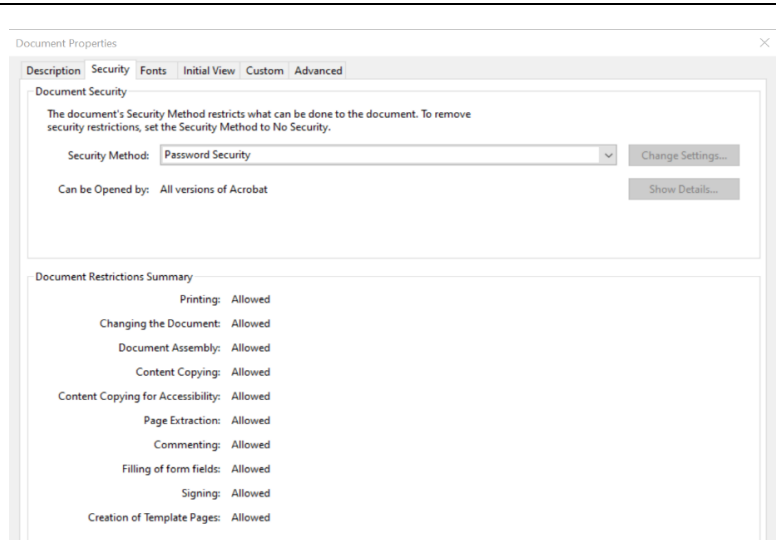 Document Properties
Description Security Fonts Initial View Custom Advanced
Document Security
The document's Security Method restricts what can be done to the document. To remove
security restrictions, set the Security Method to No Security.
Security Method: Password Security Change Settings...
Can be Opened by: All versions of Acrobat Show Details...
Document Restrictions Summary
Printing: Allowed
Changing the Document: Allowed
Document Assembly: Allowed
Content Copying: Allowed
Content Copying for Accessibility: Allowed
Page Extraction: Allowed
Commenting: Allowed
Filling of form fields: Allowed
Signing: Allowed
Creation of Template Pages: Allowed